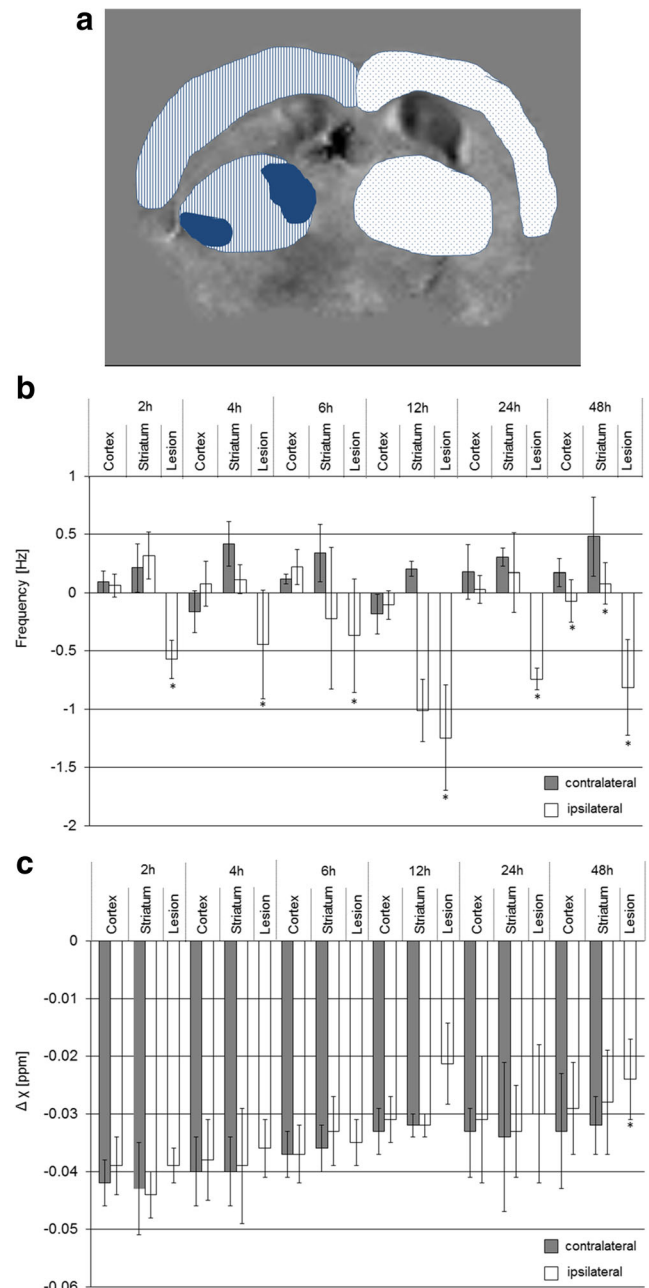 a
b
2h 4h 6h 12h 24h 48h
Cortex Striatum Lesion Cortex Striatum Lesion Cortex Striatum Lesion Cortex Striatum Lesion Cortex Striatum Lesion Cortex Striatum Lesion
Frequency [Hz]
1
0.5
0
-0.5
-1
-1.5
-2
* * * * * * * *
contralateral
ipsilateral
c
2h 4h 6h 12h 24h 48h
Cortex Striatum Lesion Cortex Striatum Lesion Cortex Striatum Lesion Cortex Striatum Lesion Cortex Striatum Lesion Cortex Striatum Lesion
Δ χ [ppm]
0
-0.01
-0.02
-0.03
-0.04
-0.05
-0.06
*
contralateral
ipsilateral